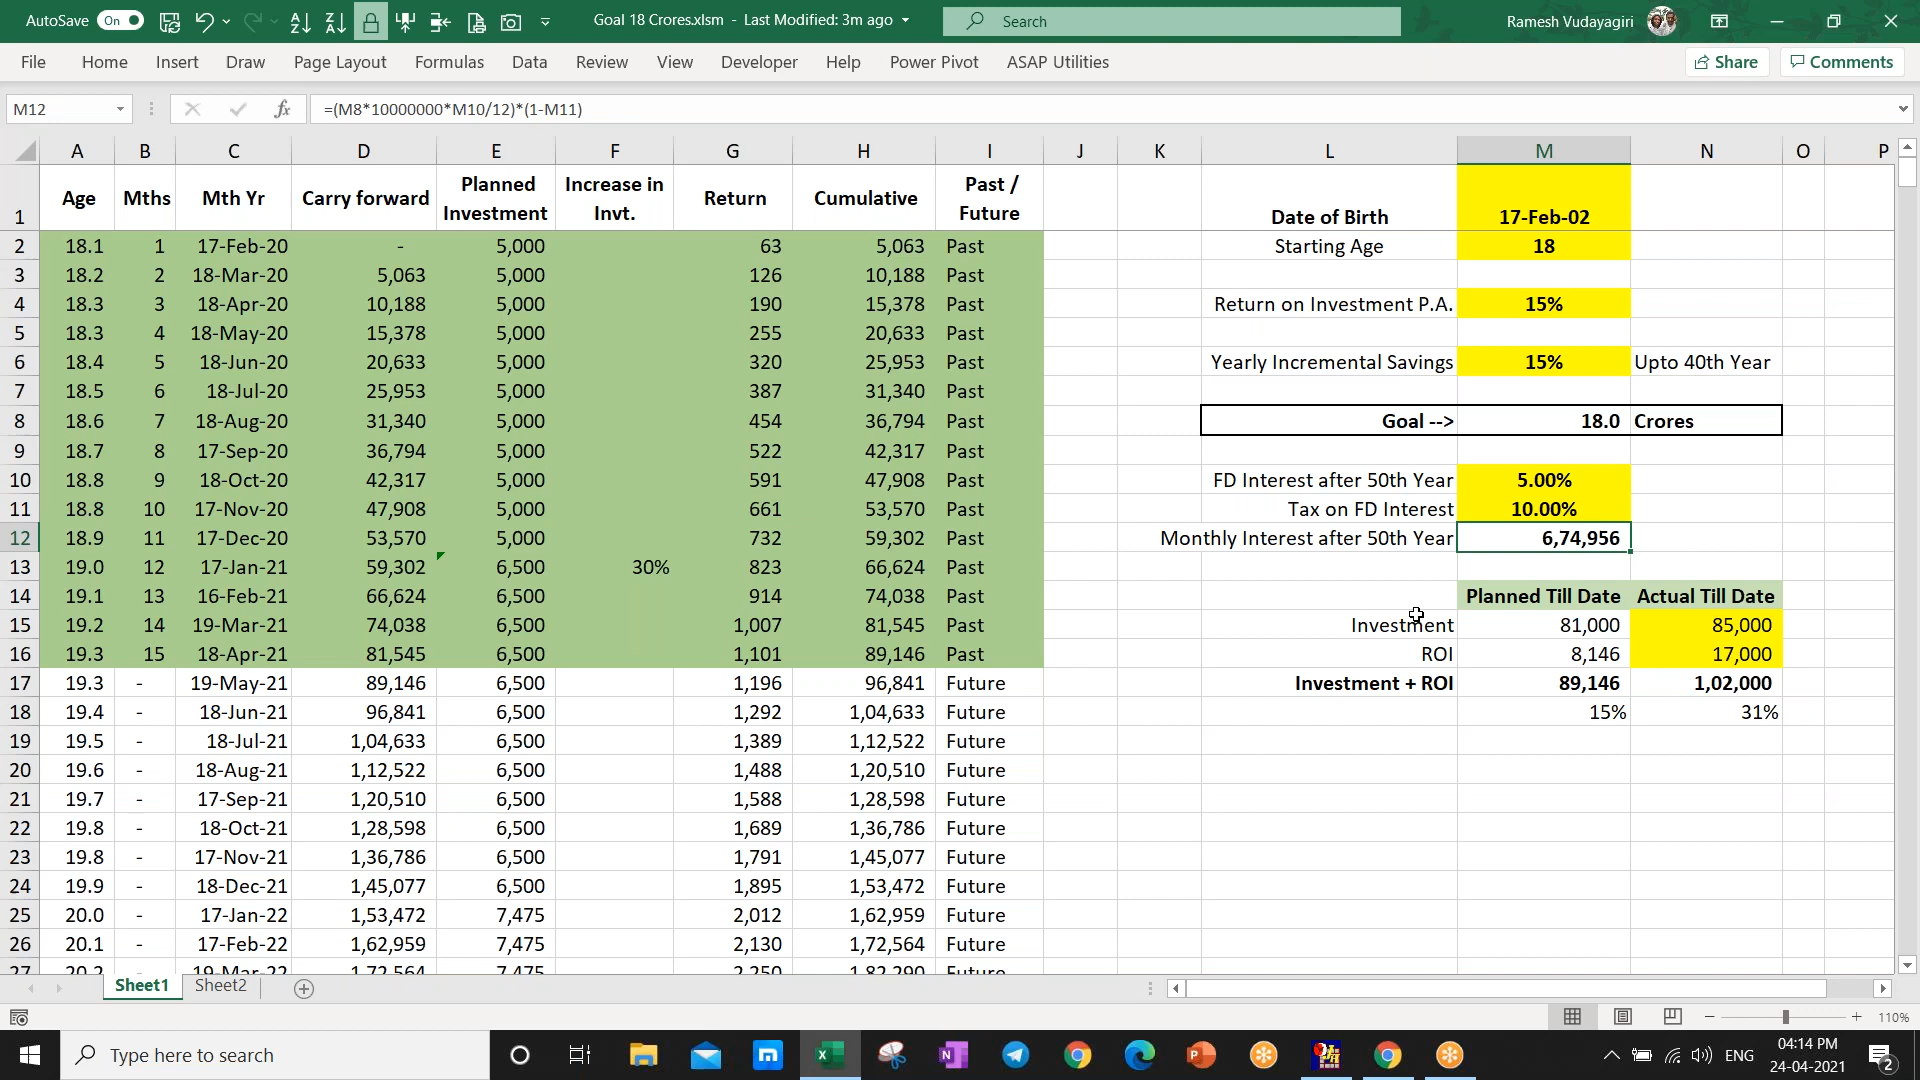 AutoSave On Goal 18 Crores.xlsm - Last Modified: 3m ago Search Ramesh Vudayagiri
File Home Insert Draw Page Layout Formulas Data Review View Developer Help Power Pivot ASAP Utilities Share Comments
M12 fx =(M8*10000000*M10/12)*(1-M11)
A B C D E F G H I J K L M N O P
1 Age Mths Mth Yr Carry forward Planned Investment Increase in Invt. Return Cumulative Past / Future Date of Birth 17-Feb-02
2 18.1 1 17-Feb-20 - 5,000 63 5,063 Past Starting Age 18
3 18.2 2 18-Mar-20 5,063 5,000 126 10,188 Past
4 18.3 3 18-Apr-20 10,188 5,000 190 15,378 Past Return on Investment P.A. 15%
5 18.3 4 18-May-20 15,378 5,000 255 20,633 Past
6 18.4 5 18-Jun-20 20,633 5,000 320 25,953 Past Yearly Incremental Savings 15% Upto 40th Year
7 18.5 6 18-Jul-20 25,953 5,000 387 31,340 Past
8 18.6 7 18-Aug-20 31,340 5,000 454 36,794 Past Goal --> 18.0 Crores
9 18.7 8 17-Sep-20 36,794 5,000 522 42,317 Past
10 18.8 9 18-Oct-20 42,317 5,000 591 47,908 Past FD Interest after 50th Year 5.00%
11 18.8 10 17-Nov-20 47,908 5,000 661 53,570 Past Tax on FD Interest 10.00%
12 18.9 11 17-Dec-20 53,570 5,000 732 59,302 Past Monthly Interest after 50th Year 6,74,956
13 19.0 12 17-Jan-21 59,302 6,500 30% 823 66,624 Past
14 19.1 13 16-Feb-21 66,624 6,500 914 74,038 Past Planned Till Date Actual Till Date
15 19.2 14 19-Mar-21 74,038 6,500 1,007 81,545 Past Investment 81,000 85,000
16 19.3 15 18-Apr-21 81,545 6,500 1,101 89,146 Past ROI 8,146 17,000
17 19.3 - 19-May-21 89,146 6,500 1,196 96,841 Future Investment + ROI 89,146 1,02,000
18 19.4 - 18-Jun-21 96,841 6,500 1,292 1,04,633 Future 15% 31%
19 19.5 - 18-Jul-21 1,04,633 6,500 1,389 1,12,522 Future
20 19.6 - 18-Aug-21 1,12,522 6,500 1,488 1,20,510 Future
21 19.7 - 17-Sep-21 1,20,510 6,500 1,588 1,28,598 Future
22 19.8 - 18-Oct-21 1,28,598 6,500 1,689 1,36,786 Future
23 19.8 - 17-Nov-21 1,36,786 6,500 1,791 1,45,077 Future
24 19.9 - 18-Dec-21 1,45,077 6,500 1,895 1,53,472 Future
25 20.0 - 17-Jan-22 1,53,472 7,475 2,012 1,62,959 Future
26 20.1 - 17-Feb-22 1,62,959 7,475 2,130 1,72,564 Future
27 20.2 - 19-Mar-22 1,72,564 7,475 2,250 1,82,290 Future
Sheet1 Sheet2
110%
Type here to search ENG 04:14 PM
24-04-2021 2